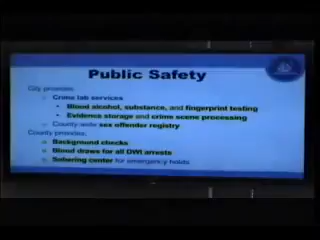 Public Safety
City provides:
Crime lab services
Blood alcohol, substance, and fingerprint testing
Evidence storage and crime scene processing
County-wide sex offender registry
County provides:
Background checks
Blood draws for all DWI arrests
Sobering center for emergency holds